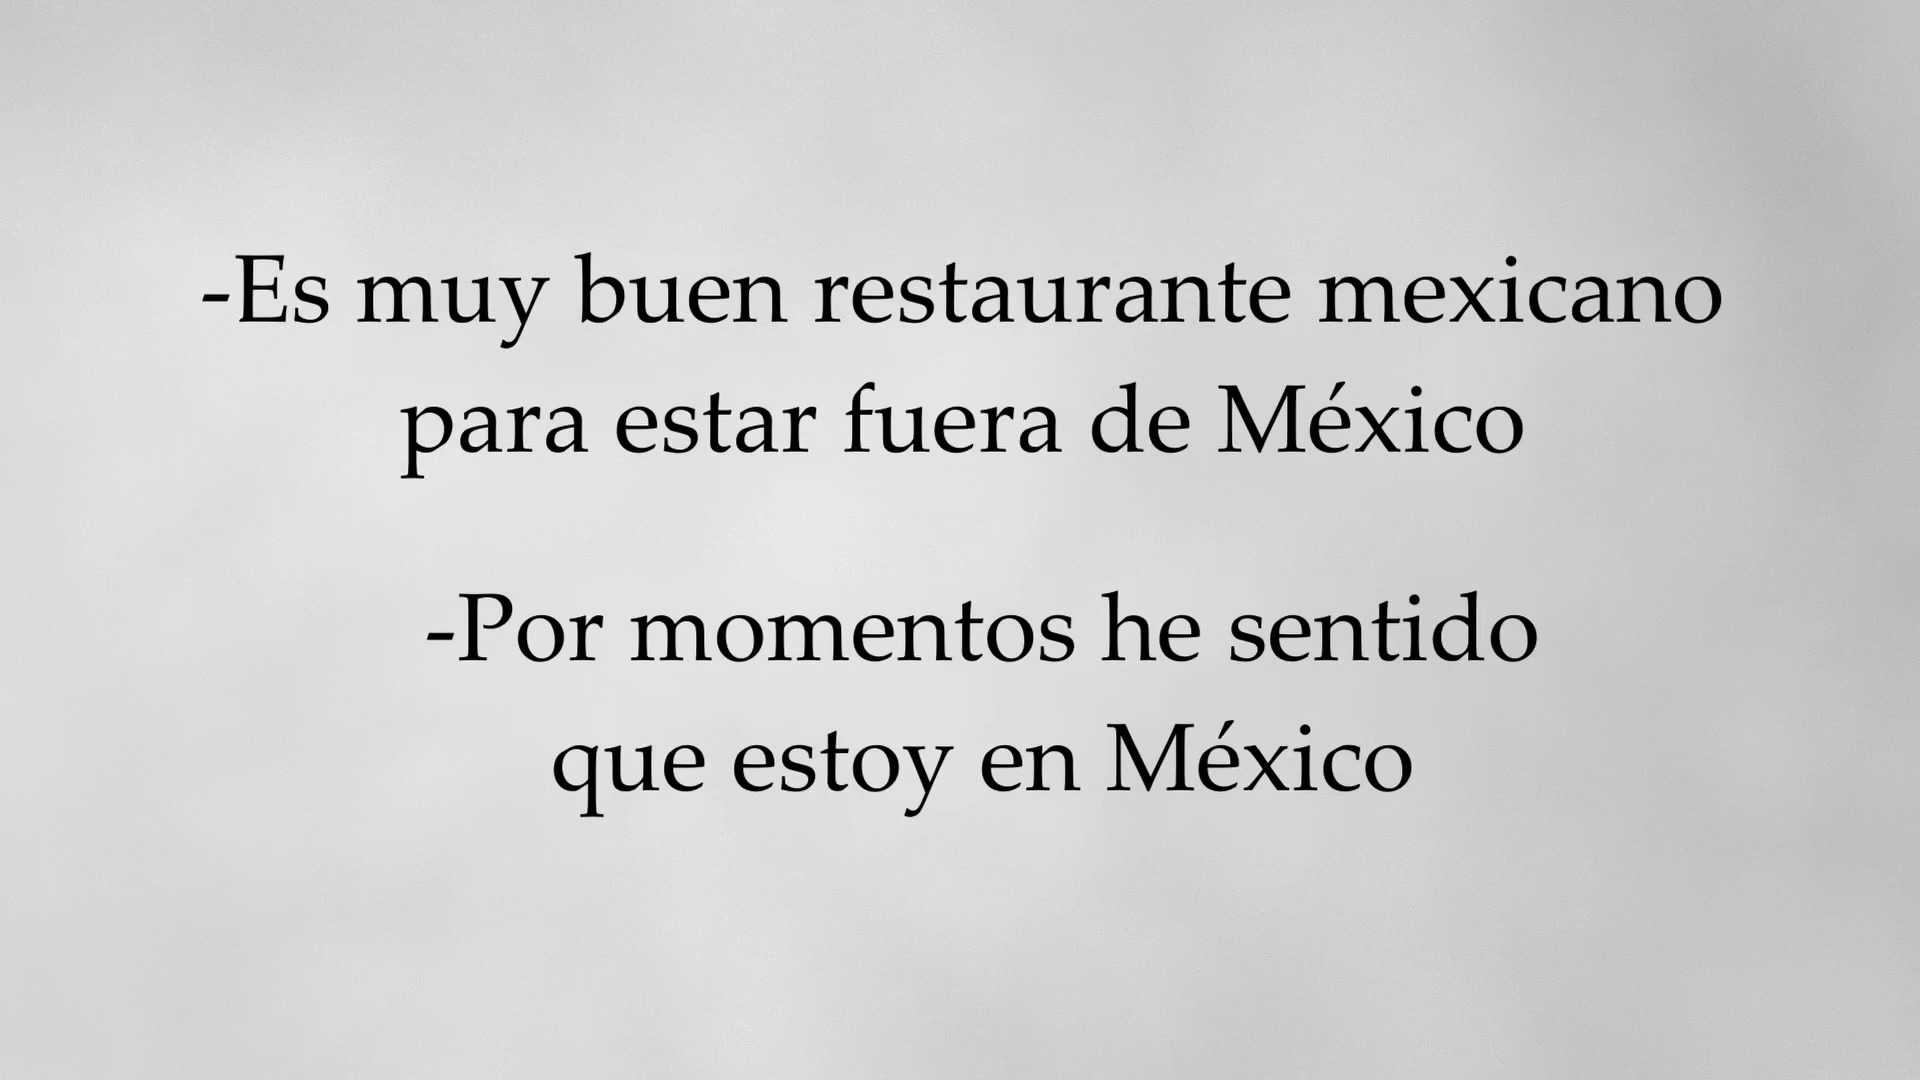 -Es muy buen restaurante mexicano
para estar fuera de México
-Por momentos he sentido
que estoy en México